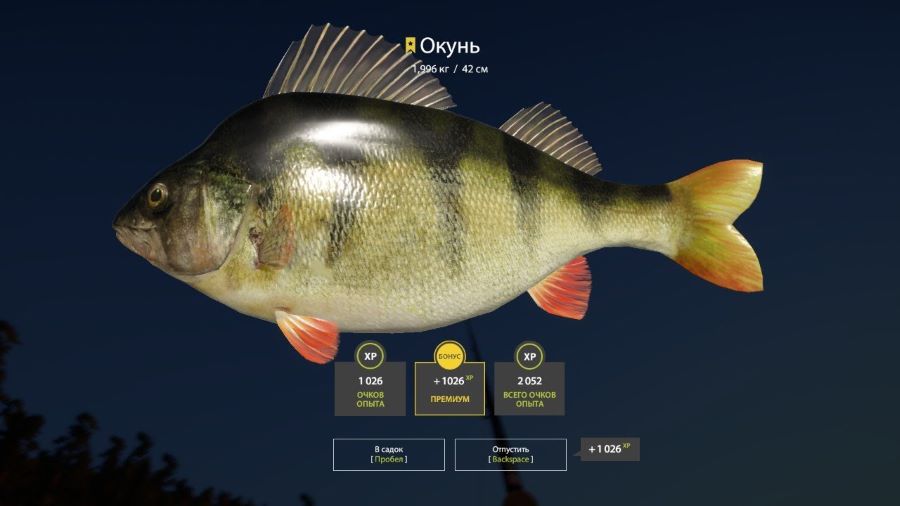 Окунь
1,996 кг / 42 см
XP
1 026
ОЧКОВ
ОПЫТА
БОНУС
+ 1026 XP
ПРЕМИУМ
XP
2 052
ВСЕГО ОЧКОВ
ОПЫТА
В садок
[ Пробел ]
Отпустить
[ Backspace ]
+ 1 026 XP